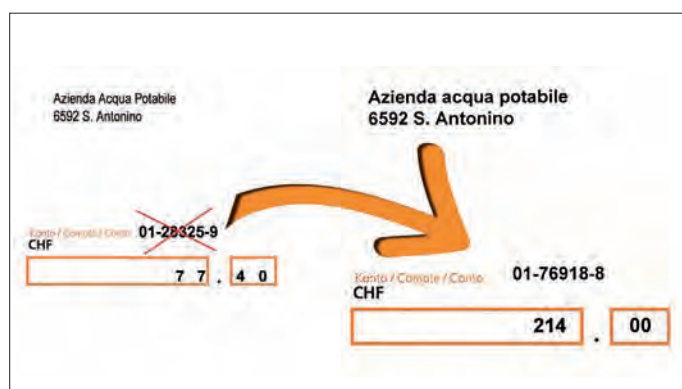 Azienda Acqua Potabile
6592 S. Antonino
Konto / Compte / Conto 01-28325-9
CHF
7 7 . 4 0
Azienda acqua potabile
6592 S. Antonino
Konto / Compte / Conto 01-76918-8
CHF
214 . 00